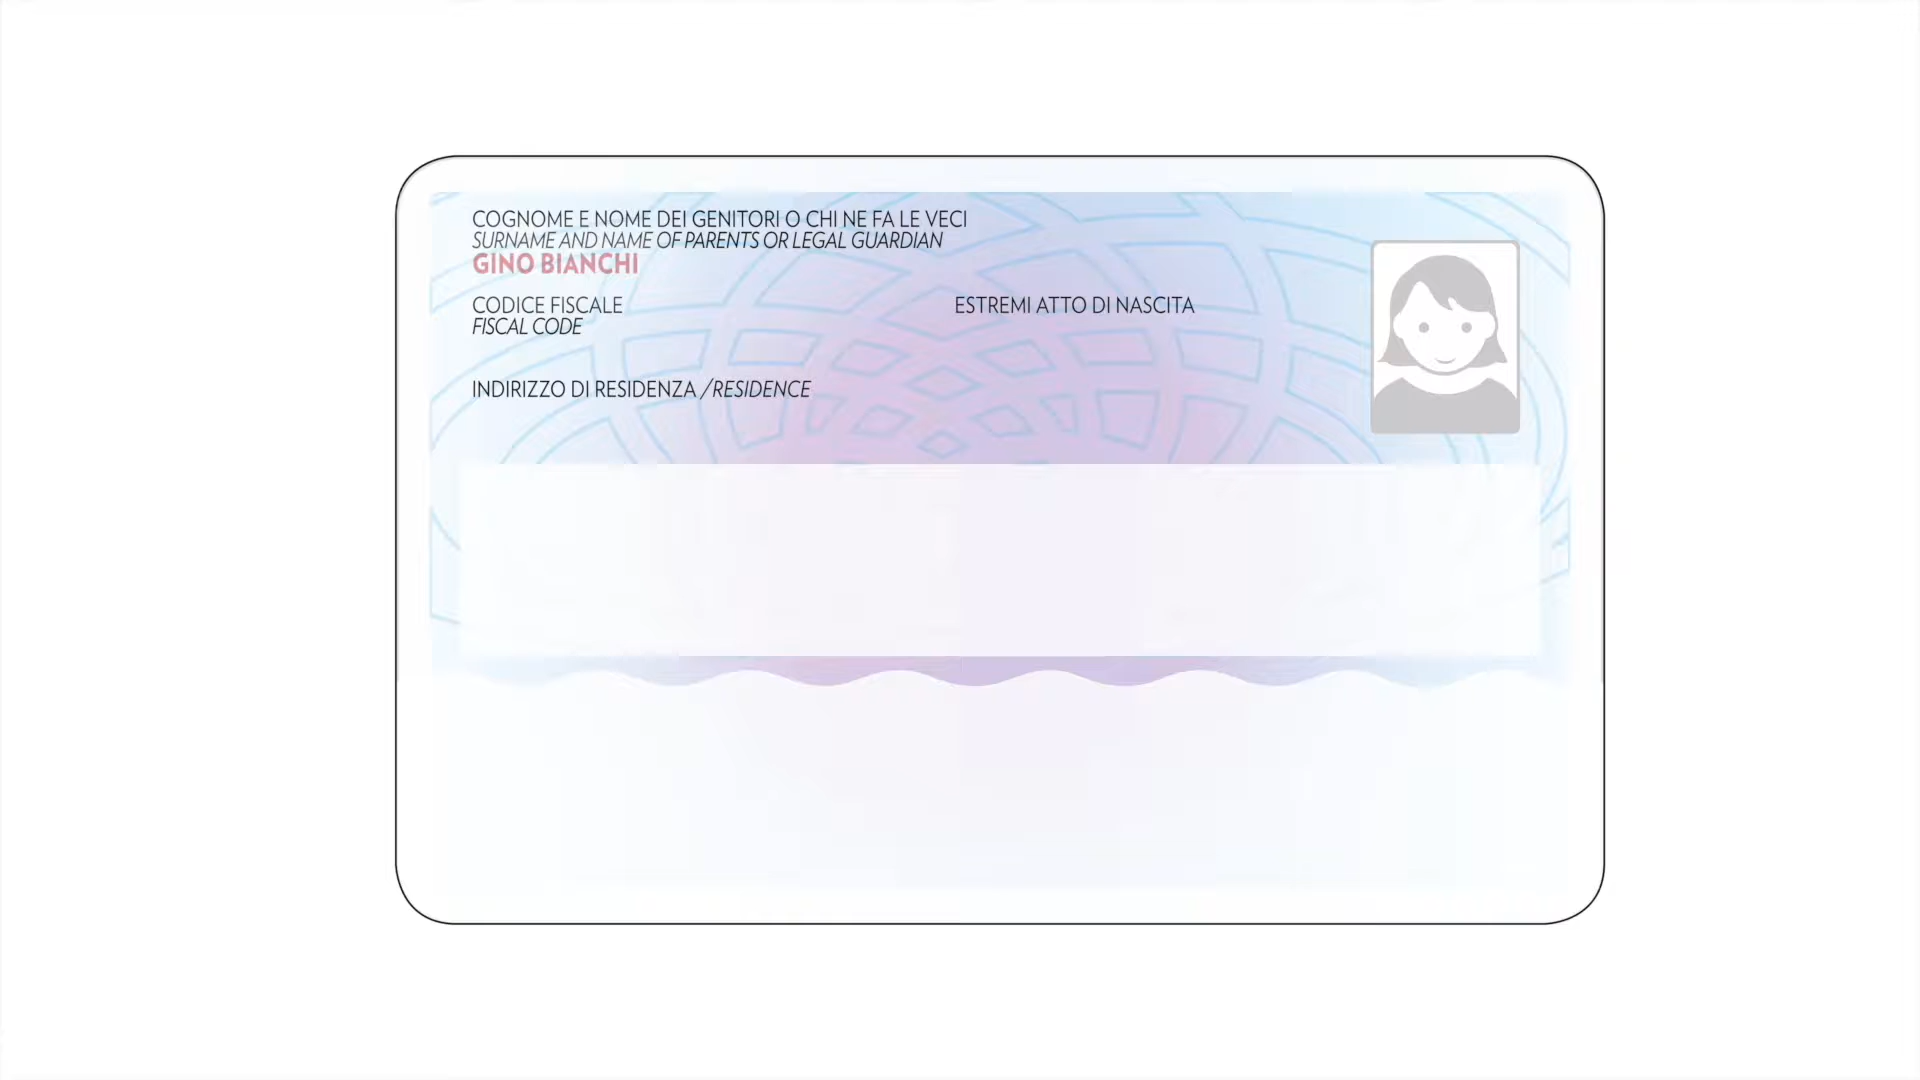 COGNOME E NOME DEI GENITORI O CHI NE FA LE VECI
SURNAME AND NAME OF PARENTS OR LEGAL GUARDIAN
GINO BIANCHI
CODICE FISCALE
FISCAL CODE
ESTREMI ATTO DI NASCITA
INDIRIZZO DI RESIDENZA /RESIDENCE